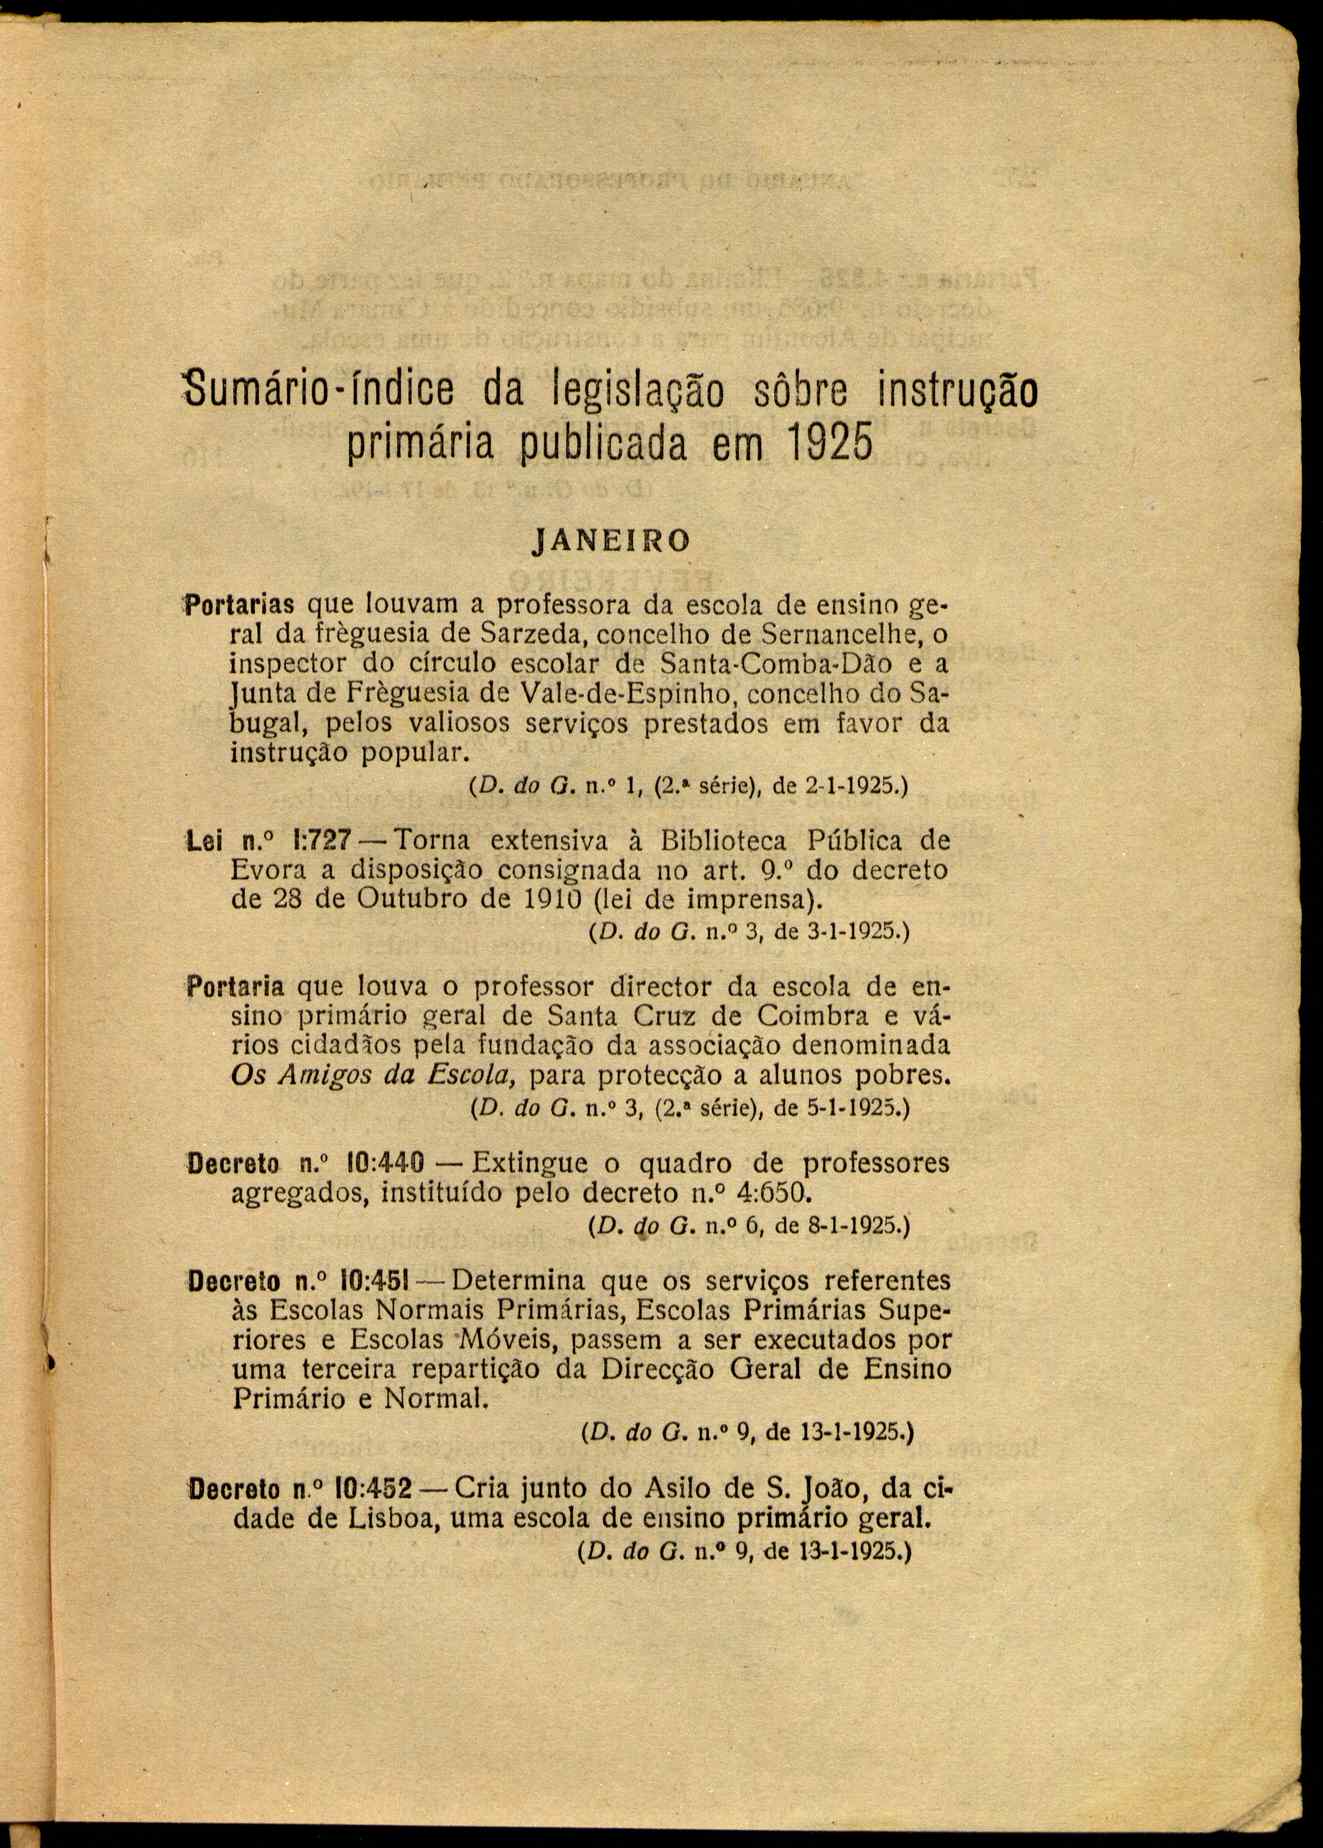 Sumário-índice da legislação sôbre instrução
primária publicada em 1925
JANEIRO
Portarias que louvam a professora da escola de ensino ge-
ral da frèguesia de Sarzeda, concelho de Sernancelhe, o
inspector do círculo escolar de Santa-Comba-Dão e a
Junta de Frèguesia de Vale-de-Espinho, concelho do Sa-
bugal, pelos valiosos serviços prestados em favor da
instrução popular.
(D. do G. n.º 1, (2.ª série), de 2-1-1925.)
Lei n.º 1:727 — Torna extensiva à Biblioteca Pública de
Evora a disposição consignada no art. 9.º do decreto
de 28 de Outubro de 1910 (lei de imprensa).
(D. do G. n.º 3, de 3-1-1925.)
Portaria que louva o professor director da escola de en-
sino primário geral de Santa Cruz de Coimbra e vá-
rios cidadãos pela fundação da associação denominada
Os Amigos da Escola, para protecção a alunos pobres.
(D. do G. n.º 3, (2.ª série), de 5-1-1925.)
Decreto n.º 10:440 — Extingue o quadro de professores
agregados, instituído pelo decreto n.º 4:650.
(D. do G. n.º 6, de 8-1-1925.)
Decreto n.º 10:451 — Determina que os serviços referentes
às Escolas Normais Primárias, Escolas Primárias Supe-
riores e Escolas Móveis, passem a ser executados por
uma terceira repartição da Direcção Geral de Ensino
Primário e Normal.
(D. do G. n.º 9, de 13-1-1925.)
Decreto n.º 10:452 — Cria junto do Asilo de S. João, da ci-
dade de Lisboa, uma escola de ensino primário geral.
(D. do G. n.º 9, de 13-1-1925.)